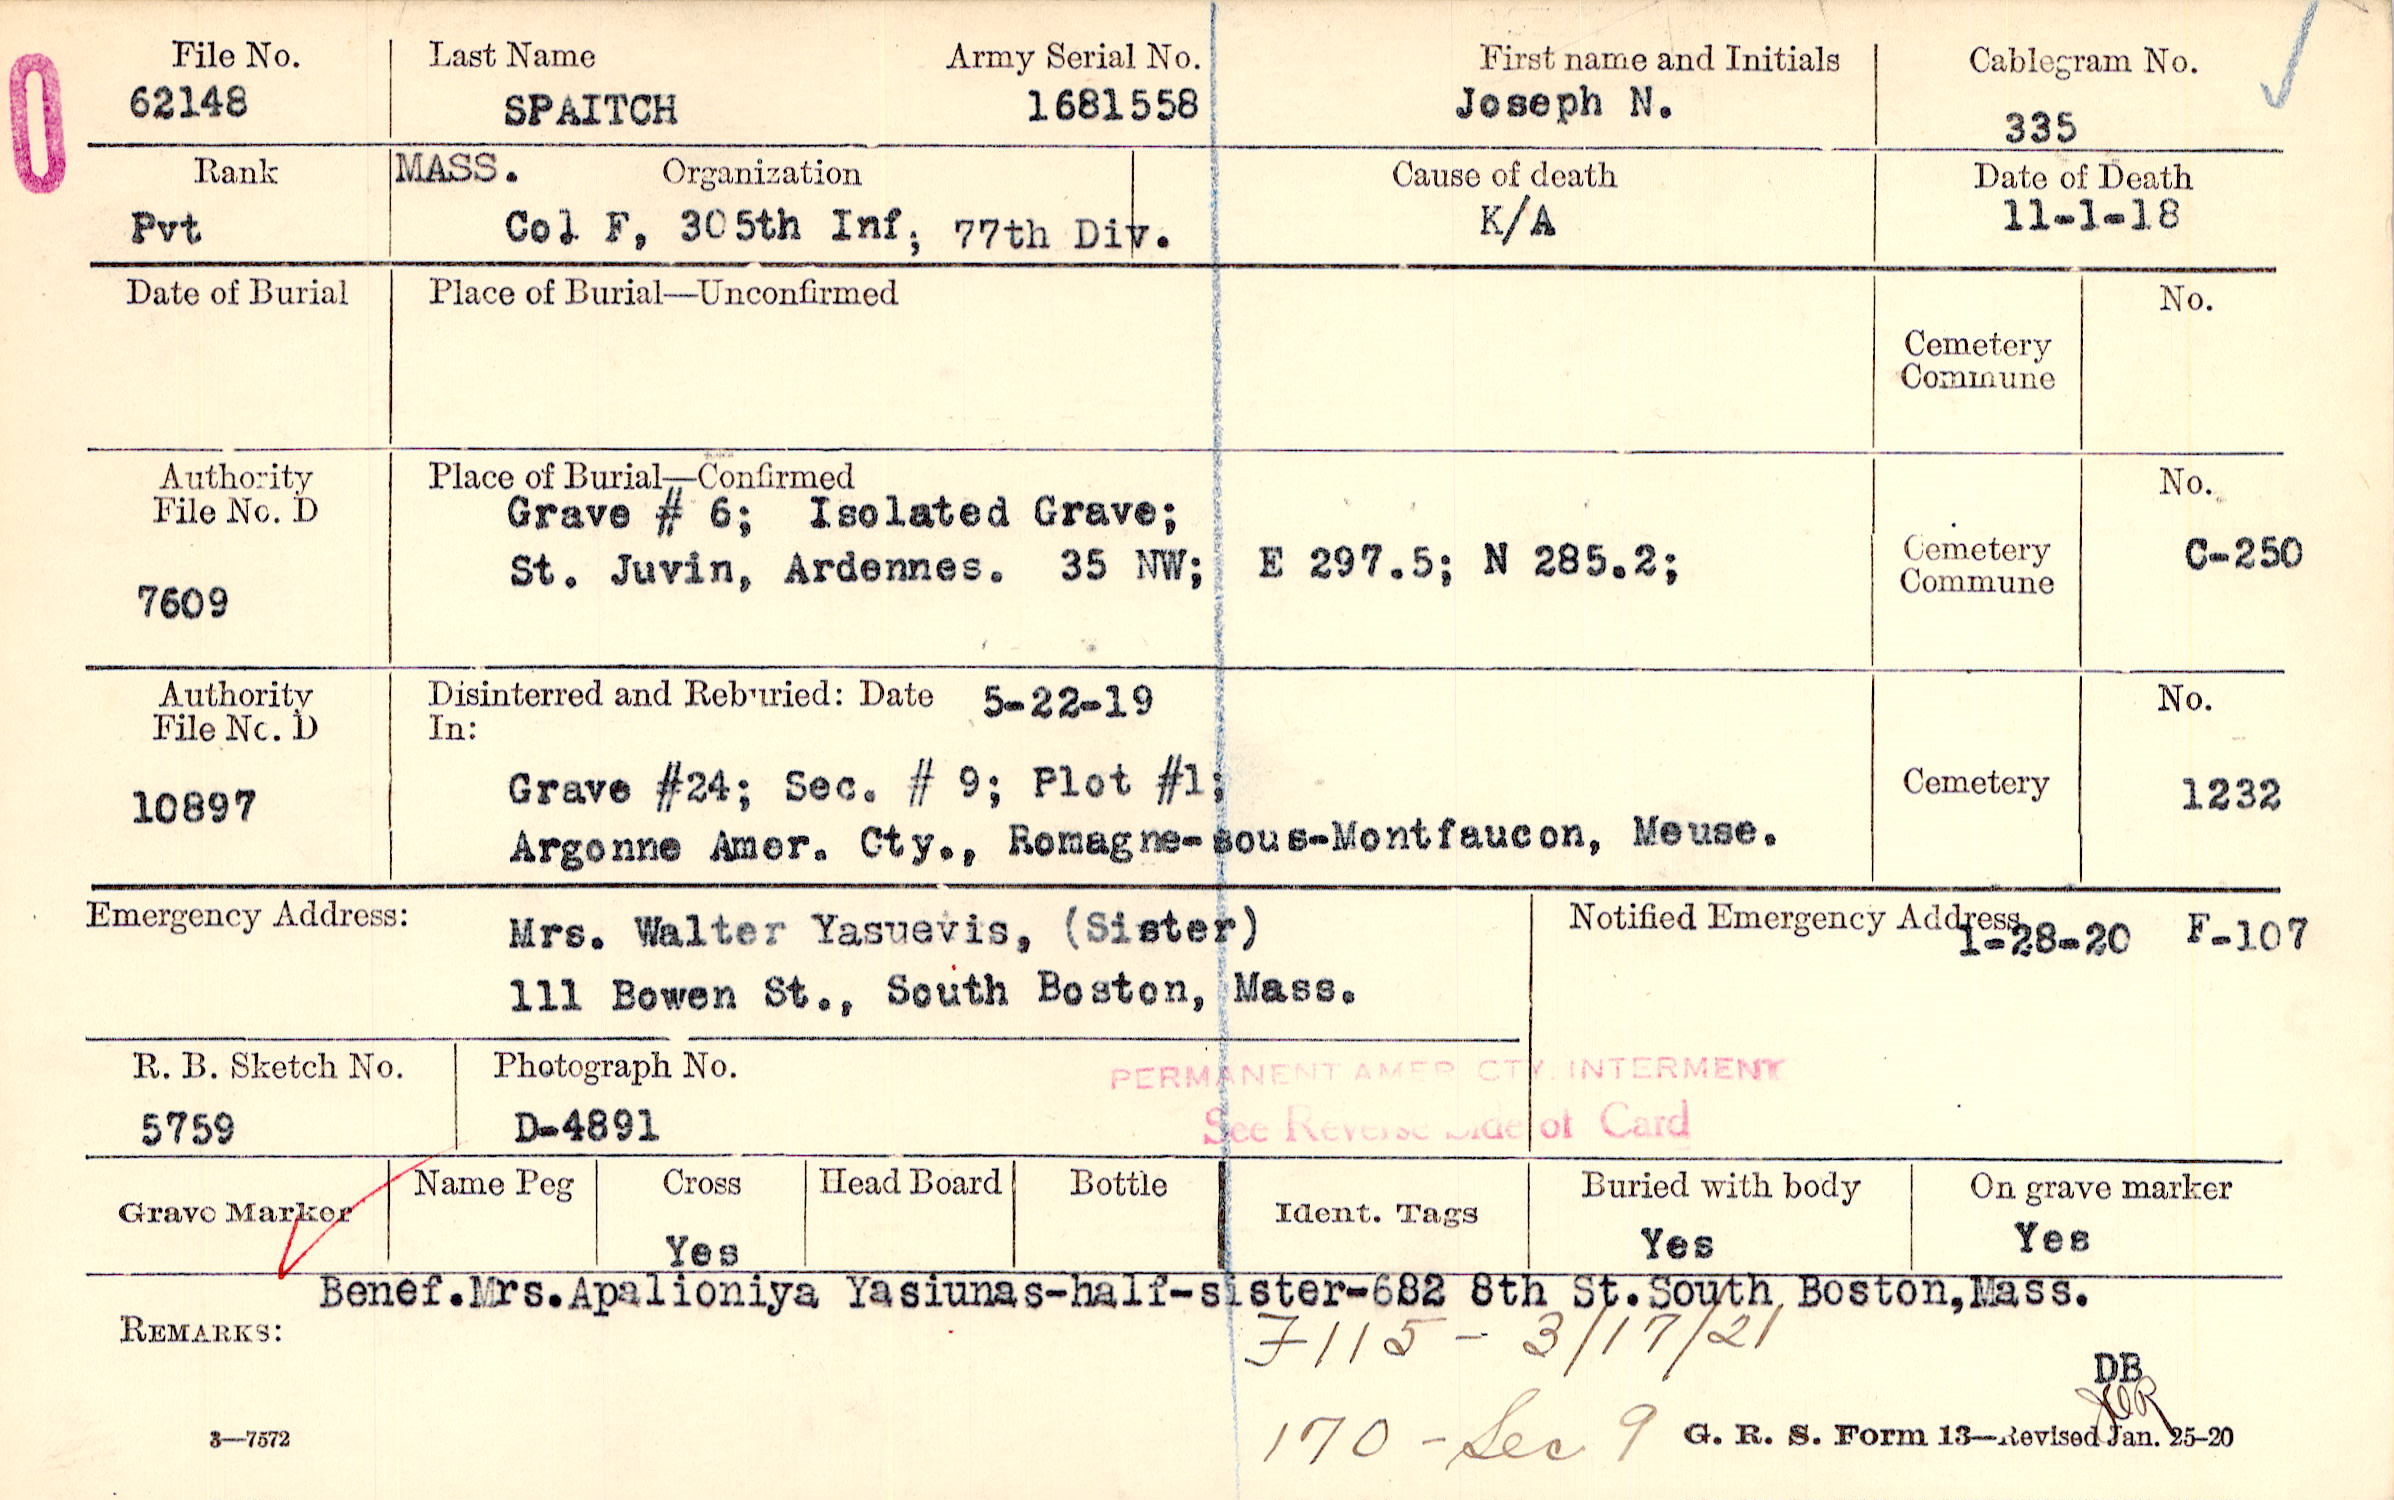 File No. Last Name Army Serial No. First name and Initials Cablegram No.
62148 SPAITCH 1681558 Joseph N. 335
Rank MASS. Organization Cause of death Date of Death
Pvt Col F, 305th Inf; 77th Div. K/A 11-1-18
Date of Burial Place of Burial—Unconfirmed No.
Cemetery
Commune
Authority Place of Burial—Confirmed No.
File No. D Grave # 6; Isolated Grave;
St. Juvin, Ardennes. 35 NW; E 297.5; N 285.2; Cemetery C-250
Commune
7609
Authority Disinterred and Reburied: Date 5-22-19 No.
File No. D In:
Grave #24; Sec. # 9; Plot #1; Cemetery 1232
10897
Argonne Amer. Cty., Romagne-sous-Montfaucon, Meuse.
Emergency Address: Mrs. Walter Yasuevis, (Sister) Notified Emergency Address 1-28-20 F-107
111 Bowen St., South Boston, Mass.
R. B. Sketch No. Photograph No. PERMANENT AMER CTY. INTERMENT
5759 D-4891 See Reverse Side of Card
Grave Marker Name Peg Cross Head Board Bottle Ident. Tags Buried with body On grave marker
Yes Yes Yes
Benef.Mrs.Apalioniya Yasiunas-half-sister-682 8th St.South Boston,Mass.
REMARKS: F115 - 3/17/21
DB
170 - Sec 9
3—7572 G. R. S. Form 13—Revised Jan. 25-20